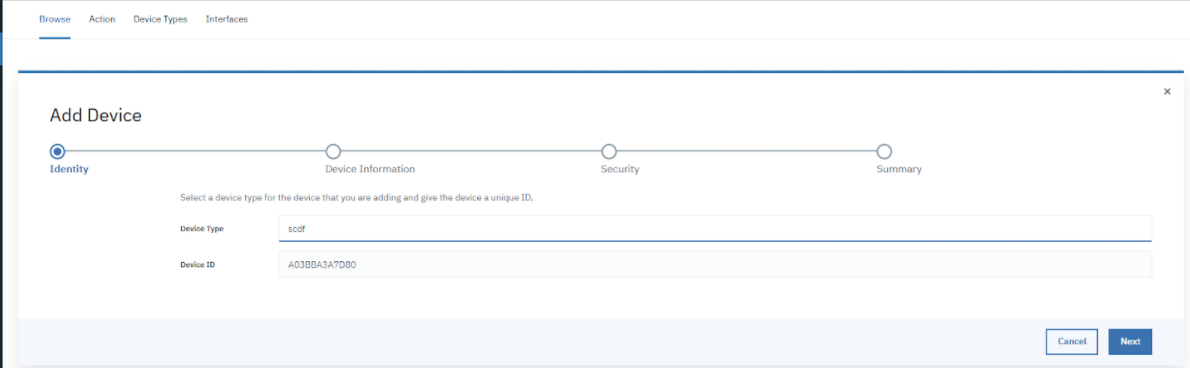 Browse Action Device Types Interfaces
×
Add Device
Identity Device Information Security Summary
Select a device type for the device that you are adding and give the device a unique ID.
Device Type scdf
Device ID A03BBA3A7D80
Cancel Next